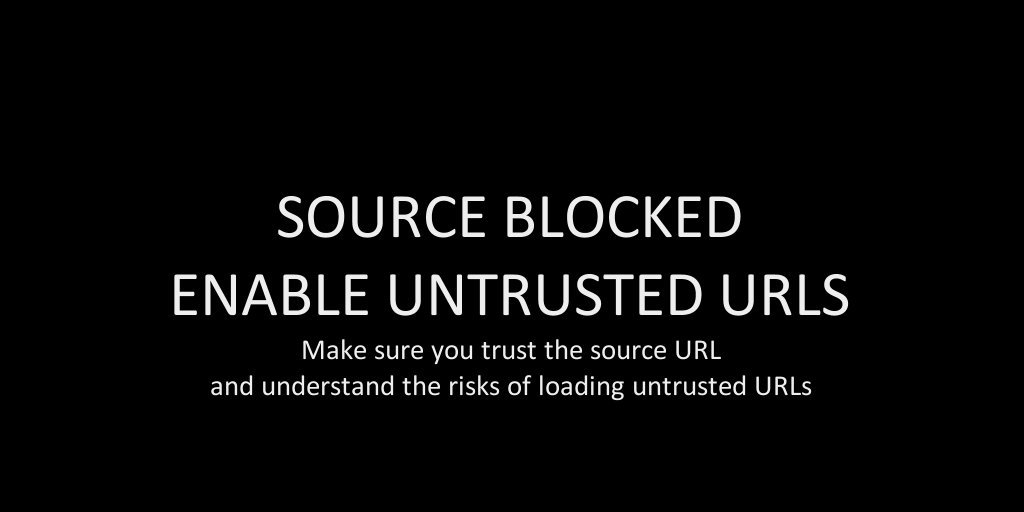 SOURCE BLOCKED
ENABLE UNTRUSTED URLS
Make sure you trust the source URL
and understand the risks of loading untrusted URLs